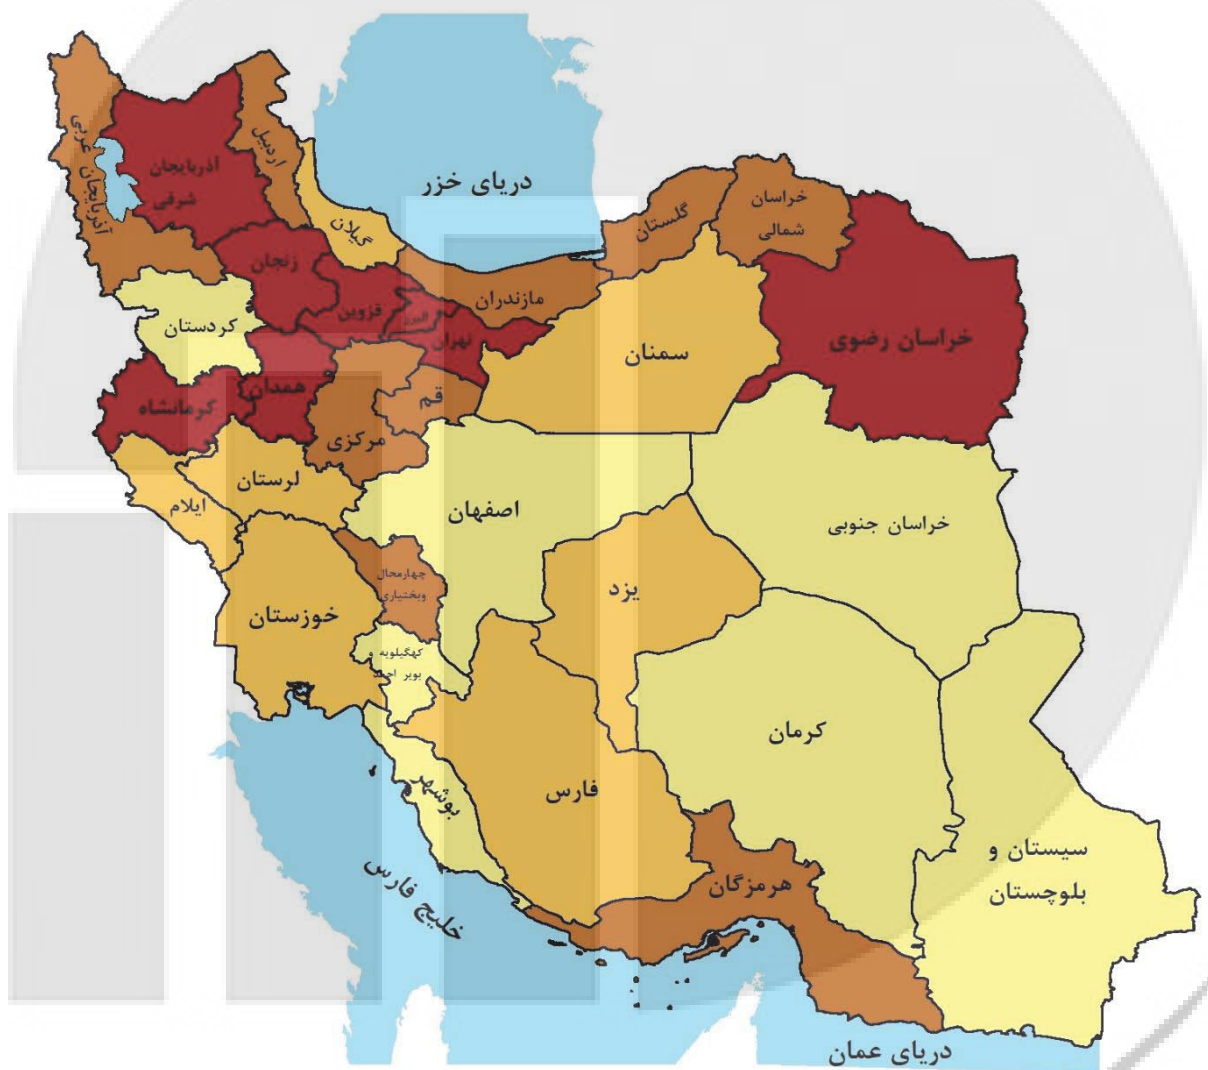 دریای خزر
آذربایجان غربی
آذربایجان
شرقی
اردبیل
گیلان
گلستان
خراسان
شمالی
زنجان
مازندران
قزوین
البرز
تهران
کردستان
سمنان
خراسان رضوی
همدان
کرمانشاه
قم
مرکزی
لرستان
ایلام
اصفهان
خراسان جنوبی
چهارمحال
وبختیاری
یزد
خوزستان
کهگیلویه و
بویر احمد
کرمان
فارس
بوشهر
سیستان و
بلوچستان
هرمزگان
خلیج فارس
دریای عمان